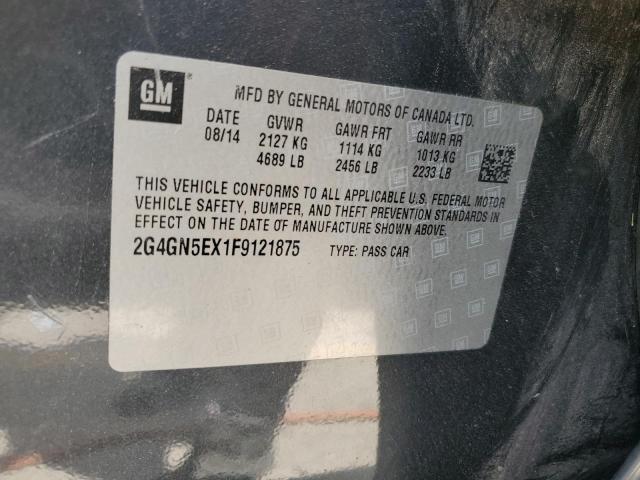 GM
MFD BY GENERAL MOTORS OF CANADA LTD.
DATE GVWR GAWR FRT GAWR RR
08/14 2127 KG 1114 KG 1013 KG
4689 LB 2456 LB 2233 LB
THIS VEHICLE CONFORMS TO ALL APPLICABLE U.S. FEDERAL MOTOR
VEHICLE SAFETY, BUMPER, AND THEFT PREVENTION STANDARDS IN
EFFECT ON THE DATE OF MANUFACTURE SHOWN ABOVE.
2G4GN5EX1F9121875 TYPE: PASS CAR